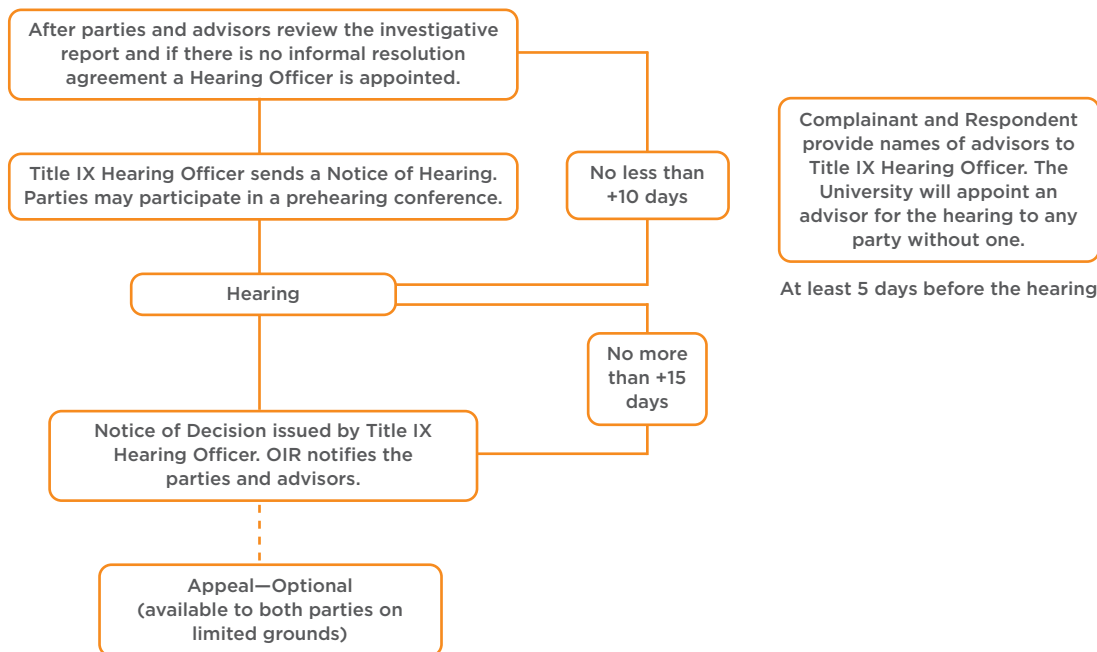 After parties and advisors review the investigative
report and if there is no informal resolution
agreement a Hearing Officer is appointed.
Title IX Hearing Officer sends a Notice of Hearing.
Parties may participate in a prehearing conference.
No less than
+10 days
Complainant and Respondent
provide names of advisors to
Title IX Hearing Officer. The
University will appoint an
advisor for the hearing to any
party without one.
At least 5 days before the hearing
Hearing
No more
than +15
days
Notice of Decision issued by Title IX
Hearing Officer. OIR notifies the
parties and advisors.
Appeal—Optional
(available to both parties on
limited grounds)